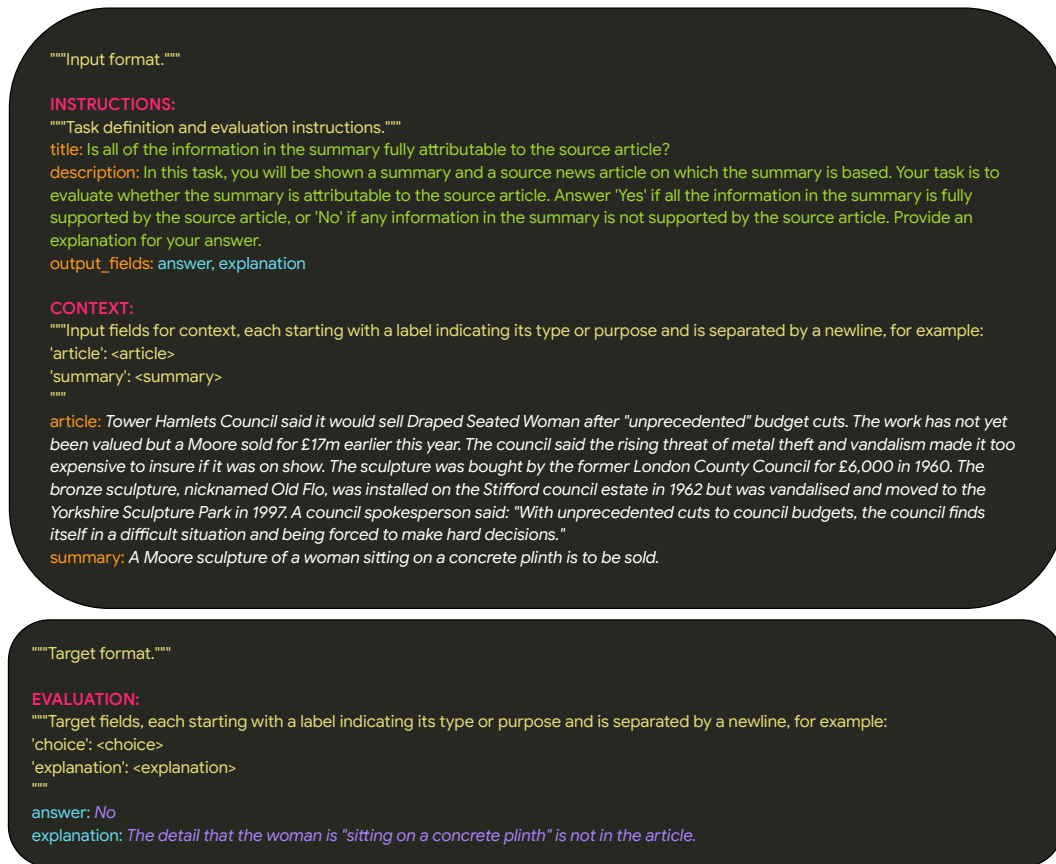 """Input format."""
INSTRUCTIONS:
"""Task definition and evaluation instructions."""
title: Is all of the information in the summary fully attributable to the source article?
description: In this task, you will be shown a summary and a source news article on which the summary is based. Your task is to
evaluate whether the summary is attributable to the source article. Answer 'Yes' if all the information in the summary is fully
supported by the source article, or 'No' if any information in the summary is not supported by the source article. Provide an
explanation for your answer.
output_fields: answer, explanation
CONTEXT:
"""Input fields for context, each starting with a label indicating its type or purpose and is separated by a newline, for example:
'article': <article>
'summary': <summary>
"""
article: Tower Hamlets Council said it would sell Draped Seated Woman after "unprecedented" budget cuts. The work has not yet
been valued but a Moore sold for £17m earlier this year. The council said the rising threat of metal theft and vandalism made it too
expensive to insure if it was on show. The sculpture was bought by the former London County Council for £6,000 in 1960. The
bronze sculpture, nicknamed Old Flo, was installed on the Stifford council estate in 1962 but was vandalised and moved to the
Yorkshire Sculpture Park in 1997. A council spokesperson said: "With unprecedented cuts to council budgets, the council finds
itself in a difficult situation and being forced to make hard decisions."
summary: A Moore sculpture of a woman sitting on a concrete plinth is to be sold.
"""Target format."""
EVALUATION:
"""Target fields, each starting with a label indicating its type or purpose and is separated by a newline, for example:
'choice': <choice>
'explanation': <explanation>
"""
answer: No
explanation: The detail that the woman is "sitting on a concrete plinth" is not in the article.